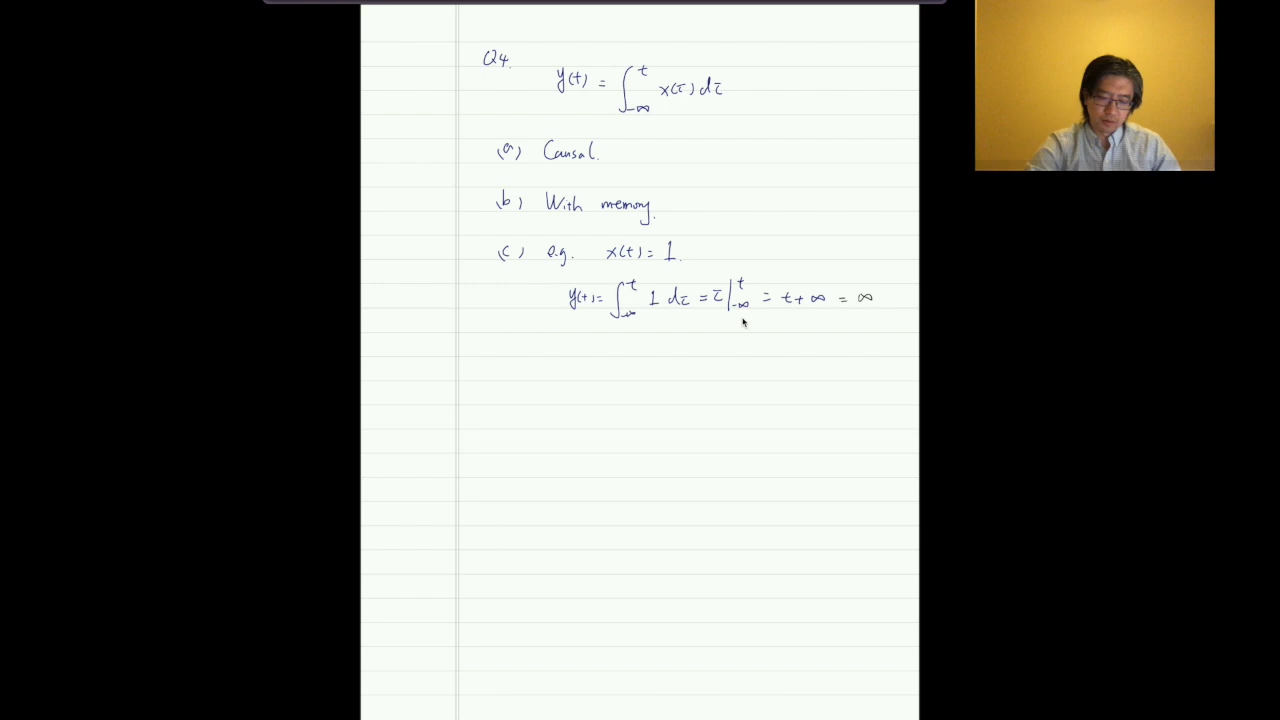 Q4.
y(t) = ∫_{-∞}^{t} x(τ) dτ
(a) Causal.
(b) With memory.
(c) e.g. x(t) = 1.
y(t) = ∫_{-∞}^{t} 1 dτ = τ |_{-∞}^{t} = t + ∞ = ∞